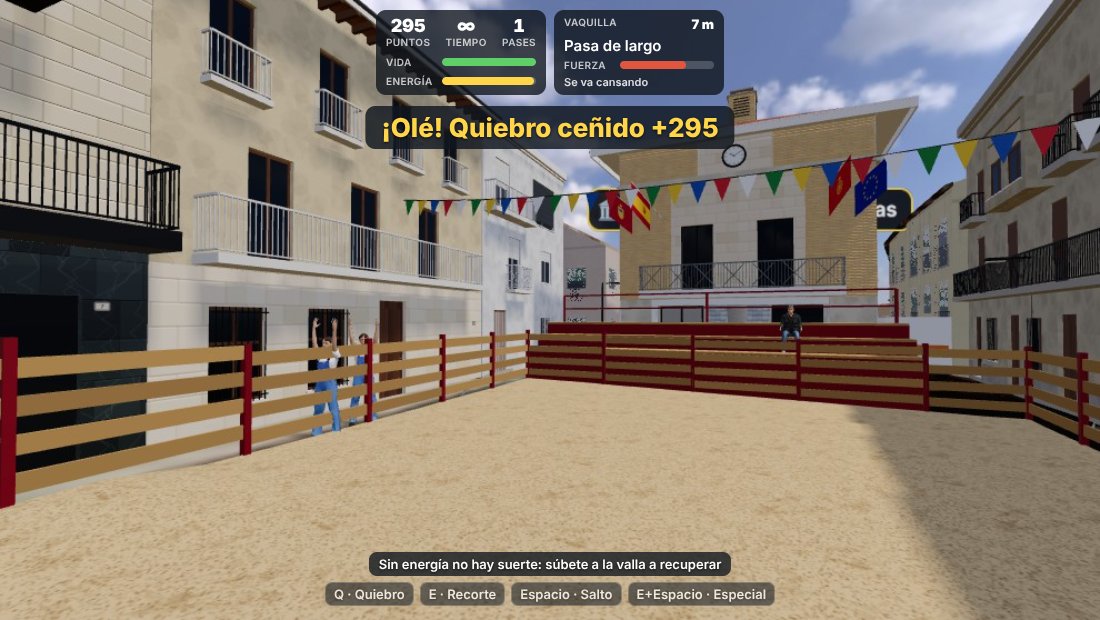 295 ∞ 1
PUNTOS TIEMPO PASES
VIDA
ENERGÍA
VAQUILLA 7 m
Pasa de largo
FUERZA
Se va cansando
¡Olé! Quiebro ceñido +295
as
Sin energía no hay suerte: súbete a la valla a recuperar
Q · Quiebro E · Recorte Espacio · Salto E+Espacio · Especial